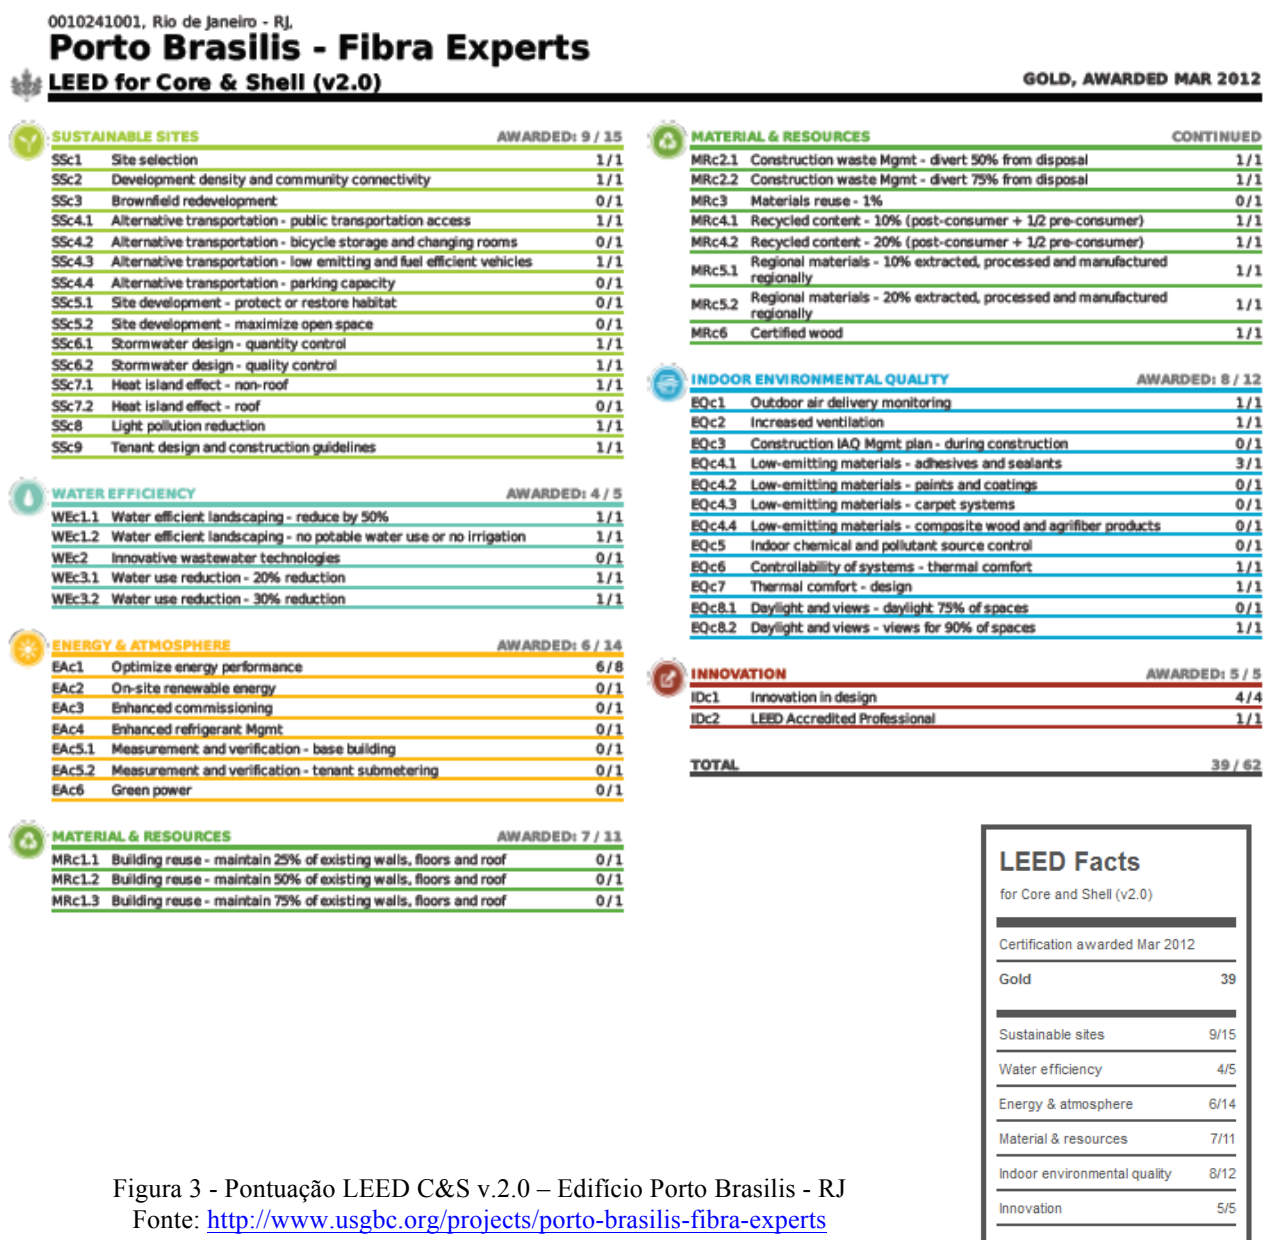 0010241001, Rio de Janeiro - RJ,
Porto Brasilis - Fibra Experts
LEED for Core & Shell (v2.0)
GOLD, AWARDED MAR 2012
SUSTAINABLE SITES AWARDED: 9 / 15
SSc1 Site selection 1/1
SSc2 Development density and community connectivity 1/1
SSc3 Brownfield redevelopment 0/1
SSc4.1 Alternative transportation - public transportation access 1/1
SSc4.2 Alternative transportation - bicycle storage and changing rooms 0/1
SSc4.3 Alternative transportation - low emitting and fuel efficient vehicles 1/1
SSc4.4 Alternative transportation - parking capacity 0/1
SSc5.1 Site development - protect or restore habitat 0/1
SSc5.2 Site development - maximize open space 0/1
SSc6.1 Stormwater design - quantity control 1/1
SSc6.2 Stormwater design - quality control 1/1
SSc7.1 Heat island effect - non-roof 1/1
SSc7.2 Heat island effect - roof 0/1
SSc8 Light pollution reduction 1/1
SSc9 Tenant design and construction guidelines 1/1
WATER EFFICIENCY AWARDED: 4 / 5
WEc1.1 Water efficient landscaping - reduce by 50% 1/1
WEc1.2 Water efficient landscaping - no potable water use or no irrigation 1/1
WEc2 Innovative wastewater technologies 0/1
WEc3.1 Water use reduction - 20% reduction 1/1
WEc3.2 Water use reduction - 30% reduction 1/1
ENERGY & ATMOSPHERE AWARDED: 6 / 14
EAc1 Optimize energy performance 6/8
EAc2 On-site renewable energy 0/1
EAc3 Enhanced commissioning 0/1
EAc4 Enhanced refrigerant Mgmt 0/1
EAc5.1 Measurement and verification - base building 0/1
EAc5.2 Measurement and verification - tenant submetering 0/1
EAc6 Green power 0/1
MATERIAL & RESOURCES AWARDED: 7 / 11
MRc1.1 Building reuse - maintain 25% of existing walls, floors and roof 0/1
MRc1.2 Building reuse - maintain 50% of existing walls, floors and roof 0/1
MRc1.3 Building reuse - maintain 75% of existing walls, floors and roof 0/1
MATERIAL & RESOURCES CONTINUED
MRc2.1 Construction waste Mgmt - divert 50% from disposal 1/1
MRc2.2 Construction waste Mgmt - divert 75% from disposal 1/1
MRc3 Materials reuse - 1% 0/1
MRc4.1 Recycled content - 10% (post-consumer + 1/2 pre-consumer) 1/1
MRc4.2 Recycled content - 20% (post-consumer + 1/2 pre-consumer) 1/1
MRc5.1 Regional materials - 10% extracted, processed and manufactured
regionally 1/1
MRc5.2 Regional materials - 20% extracted, processed and manufactured
regionally 1/1
MRc6 Certified wood 1/1
INDOOR ENVIRONMENTAL QUALITY AWARDED: 8 / 12
EQc1 Outdoor air delivery monitoring 1/1
EQc2 Increased ventilation 1/1
EQc3 Construction IAQ Mgmt plan - during construction 0/1
EQc4.1 Low-emitting materials - adhesives and sealants 3/1
EQc4.2 Low-emitting materials - paints and coatings 0/1
EQc4.3 Low-emitting materials - carpet systems 0/1
EQc4.4 Low-emitting materials - composite wood and agrifiber products 0/1
EQc5 Indoor chemical and pollutant source control 0/1
EQc6 Controllability of systems - thermal comfort 1/1
EQc7 Thermal comfort - design 1/1
EQc8.1 Daylight and views - daylight 75% of spaces 0/1
EQc8.2 Daylight and views - views for 90% of spaces 1/1
INNOVATION AWARDED: 5 / 5
IDc1 Innovation in design 4/4
IDc2 LEED Accredited Professional 1/1
TOTAL 39 / 62
LEED Facts
for Core and Shell (v2.0)
Certification awarded Mar 2012
Gold 39
Sustainable sites 9/15
Water efficiency 4/5
Energy & atmosphere 6/14
Material & resources 7/11
Indoor environmental quality 8/12
Innovation 5/5
Figura 3 - Pontuação LEED C&S v.2.0 – Edifício Porto Brasilis - RJ
Fonte: http://www.usgbc.org/projects/porto-brasilis-fibra-experts